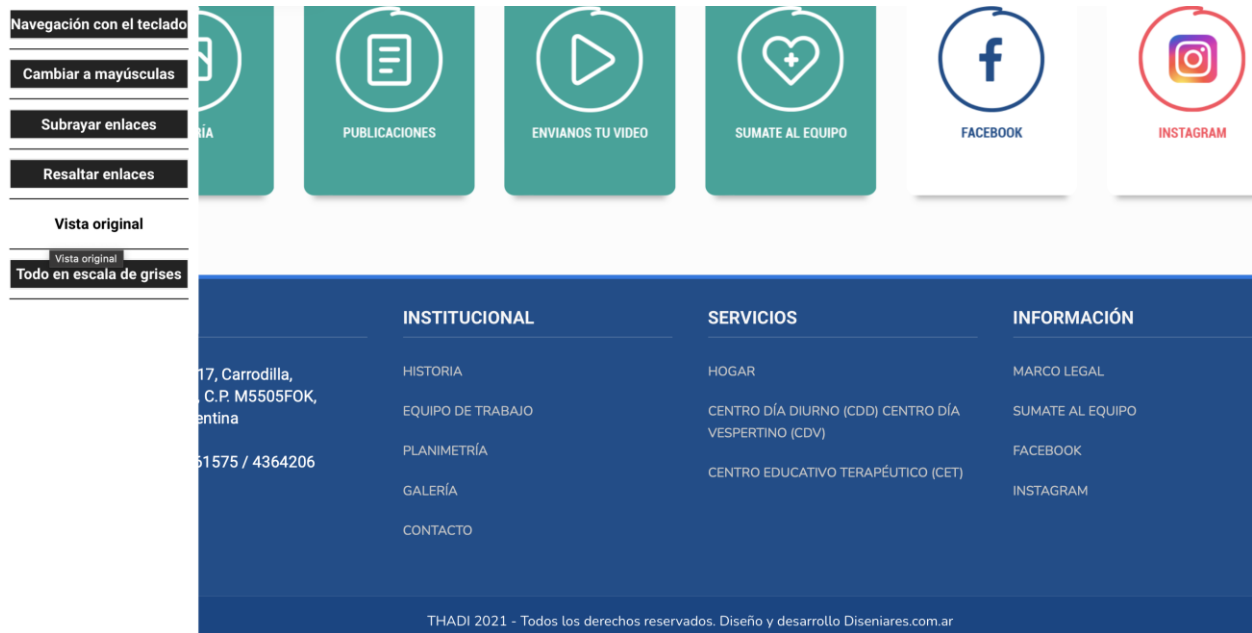 Navegación con el teclado
Cambiar a mayúsculas
Subrayar enlaces
Resaltar enlaces
Vista original
Vista original
Todo en escala de grises
RÍA
PUBLICACIONES
ENVIANOS TU VIDEO
SUMATE AL EQUIPO
FACEBOOK
INSTAGRAM
17, Carrodilla,
, C.P. M5505FOK,
entina
61575 / 4364206
INSTITUCIONAL
HISTORIA
EQUIPO DE TRABAJO
PLANIMETRÍA
GALERÍA
CONTACTO
SERVICIOS
HOGAR
CENTRO DÍA DIURNO (CDD) CENTRO DÍA
VESPERTINO (CDV)
CENTRO EDUCATIVO TERAPÉUTICO (CET)
INFORMACIÓN
MARCO LEGAL
SUMATE AL EQUIPO
FACEBOOK
INSTAGRAM
THADI 2021 - Todos los derechos reservados. Diseño y desarrollo Diseniares.com.ar